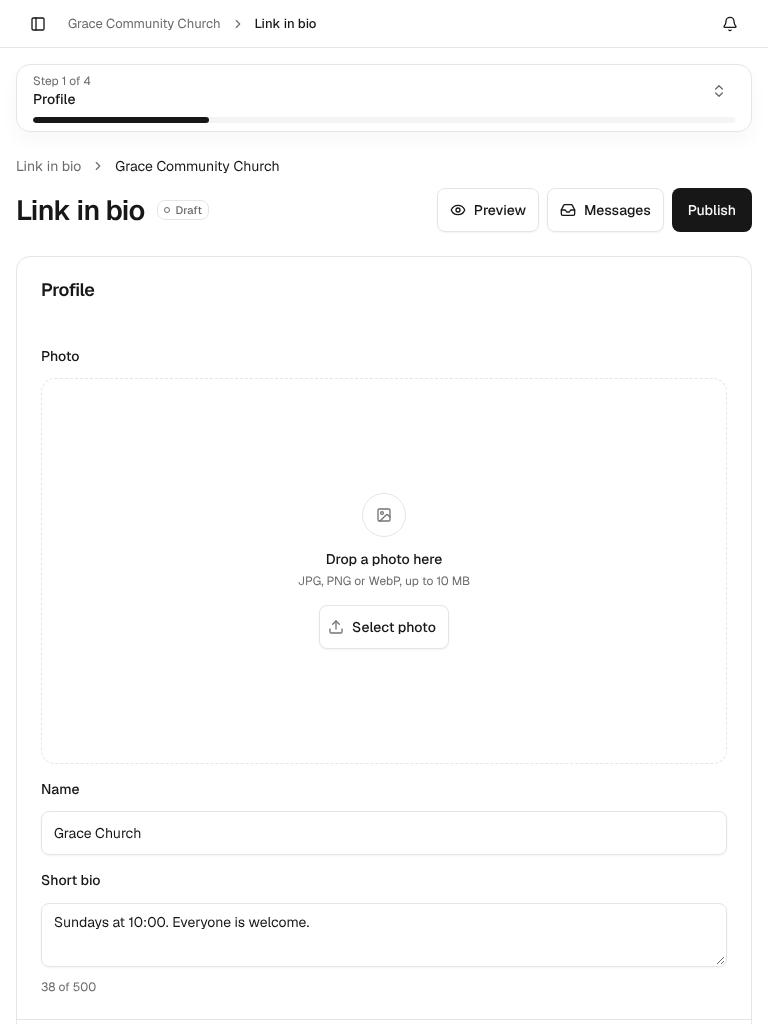 Grace Community Church
Link in bio
Step 1 of 4
Profile
Link in bio
Grace Community Church
Link in bio
Draft
Preview
Messages
Publish
Profile
Photo
Drop a photo here
JPG, PNG or WebP, up to 10 MB
Select photo
Name
Grace Church
Short bio
Sundays at 10:00. Everyone is welcome.
38 of 500